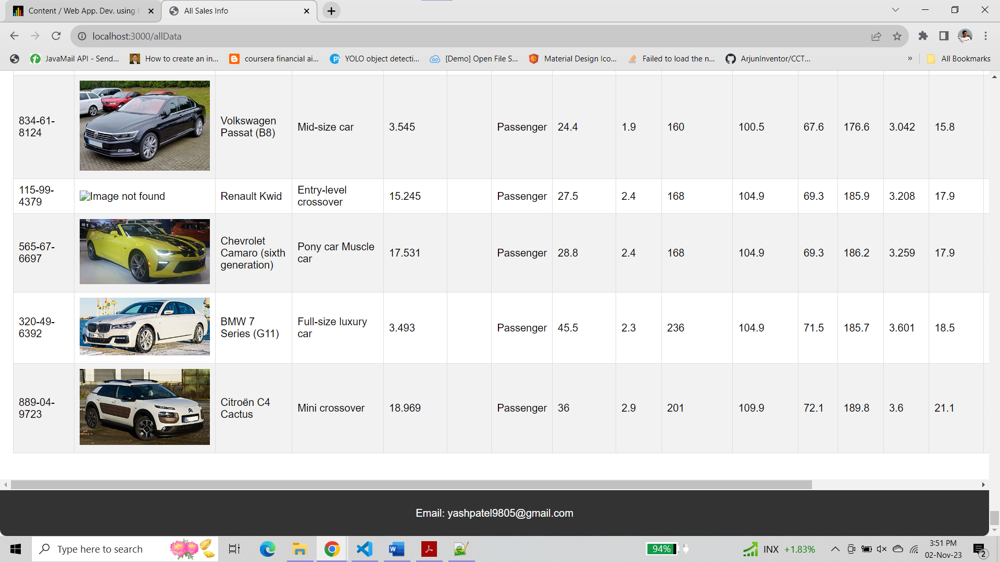 Content / Web App. Dev. using
All Sales Info
localhost:3000/allData
JavaMail API - Send...
How to create an in...
coursera financial ai...
YOLO object detecti...
[Demo] Open File S...
Material Design Ico...
Failed to load the n...
ArjunInventor/CCT...
»
All Bookmarks
834-61-
8124
Volkswagen
Passat (B8)
Mid-size car
3.545
Passenger
24.4
1.9
160
100.5
67.6
176.6
3.042
15.8
115-99-
4379
Image not found
Renault Kwid
Entry-level
crossover
15.245
Passenger
27.5
2.4
168
104.9
69.3
185.9
3.208
17.9
565-67-
6697
Chevrolet
Camaro (sixth
generation)
Pony car Muscle
car
17.531
Passenger
28.8
2.4
168
104.9
69.3
186.2
3.259
17.9
320-49-
6392
BMW 7
Series (G11)
Full-size luxury
car
3.493
Passenger
45.5
2.3
236
104.9
71.5
185.7
3.601
18.5
889-04-
9723
Citroën C4
Cactus
Mini crossover
18.969
Passenger
36
2.9
201
109.9
72.1
189.8
3.6
21.1
Email: yashpatel9805@gmail.com
Type here to search
94%
INX +1.83%
3:51 PM
02-Nov-23
2